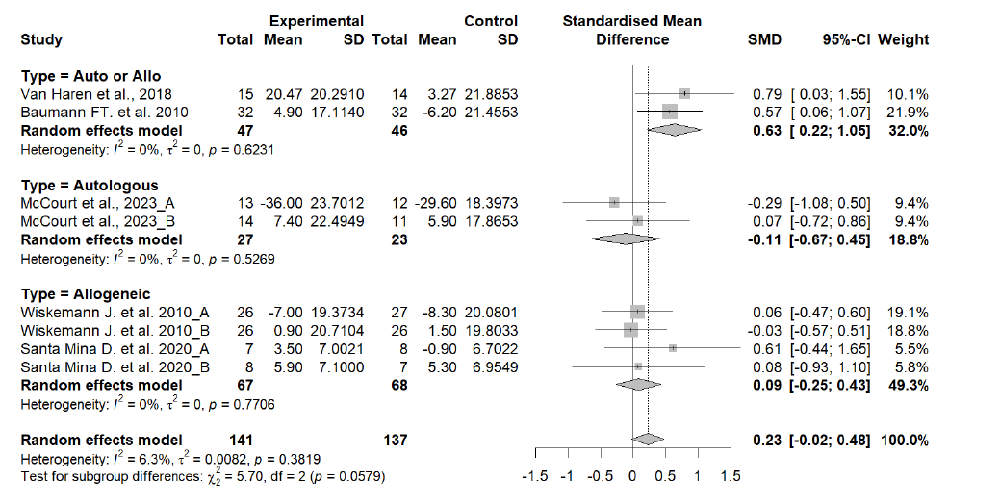 Experimental Control Standardised Mean
Study Total Mean SD Total Mean SD Difference SMD 95%-CI Weight
Type = Auto or Allo
Van Haren et al., 2018 15 20.47 20.2910 14 3.27 21.8853 0.79 [ 0.03; 1.55] 10.1%
Baumann FT. et al. 2010 32 4.90 17.1140 32 -6.20 21.4553 0.57 [ 0.06; 1.07] 21.9%
Random effects model 47 46 0.63 [ 0.22; 1.05] 32.0%
Heterogeneity: I² = 0%, τ² = 0, p = 0.6231
Type = Autologous
McCourt et al., 2023_A 13 -36.00 23.7012 12 -29.60 18.3973 -0.29 [-1.08; 0.50] 9.4%
McCourt et al., 2023_B 14 7.40 22.4949 11 5.90 17.8653 0.07 [-0.72; 0.86] 9.4%
Random effects model 27 23 -0.11 [-0.67; 0.45] 18.8%
Heterogeneity: I² = 0%, τ² = 0, p = 0.5269
Type = Allogeneic
Wiskemann J. et al. 2010_A 26 -7.00 19.3734 27 -8.30 20.0801 0.06 [-0.47; 0.60] 19.1%
Wiskemann J. et al. 2010_B 26 0.90 20.7104 26 1.50 19.8033 -0.03 [-0.57; 0.51] 18.8%
Santa Mina D. et al. 2020_A 7 3.50 7.0021 8 -0.90 6.7022 0.61 [-0.44; 1.65] 5.8%
Santa Mina D. et al. 2020_B 8 5.90 7.1000 7 5.30 6.9549 0.08 [-0.93; 1.10] 5.8%
Random effects model 67 68 0.09 [-0.25; 0.43] 49.3%
Heterogeneity: I² = 0%, τ² = 0, p = 0.7706
Random effects model 141 137 0.23 [-0.02; 0.48] 100.0%
Heterogeneity: I² = 6.3%, τ² = 0.0082, p = 0.3819
Test for subgroup differences: χ²₂ = 5.70, df = 2 (p = 0.0579)
-1.5 -1 -0.5 0 0.5 1 1.5